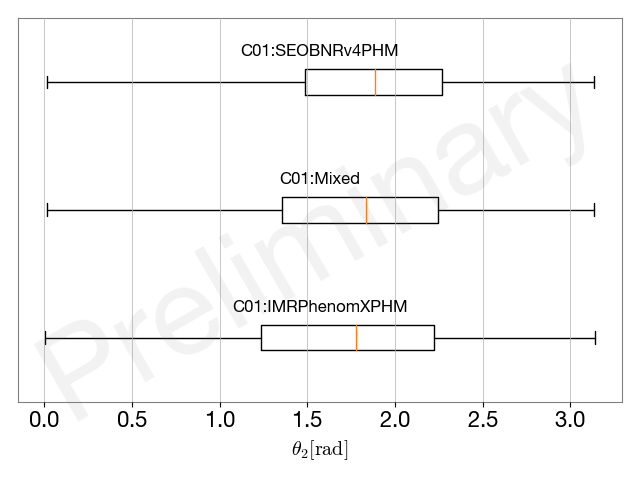 C01:SEOBNRv4PHM
C01:Mixed
C01:IMRPhenomXPHM
Preliminary
0.0 0.5 1.0 1.5 2.0 2.5 3.0
θ₂[rad]